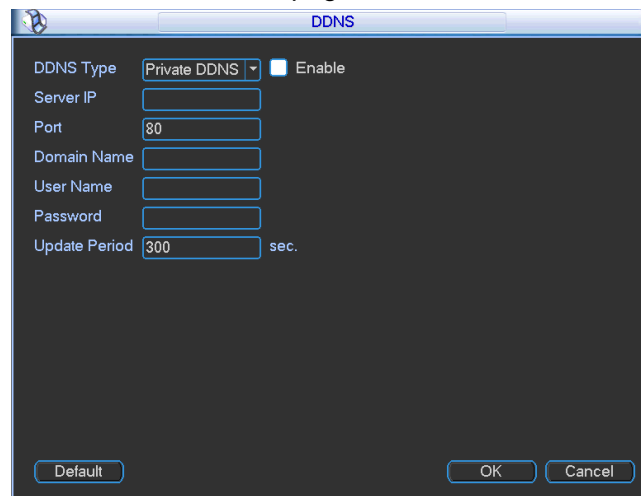 DDNS
DDNS Type Private DDNS Enable
Server IP
Port 80
Domain Name
User Name
Password
Update Period 300 sec.
Default OK Cancel